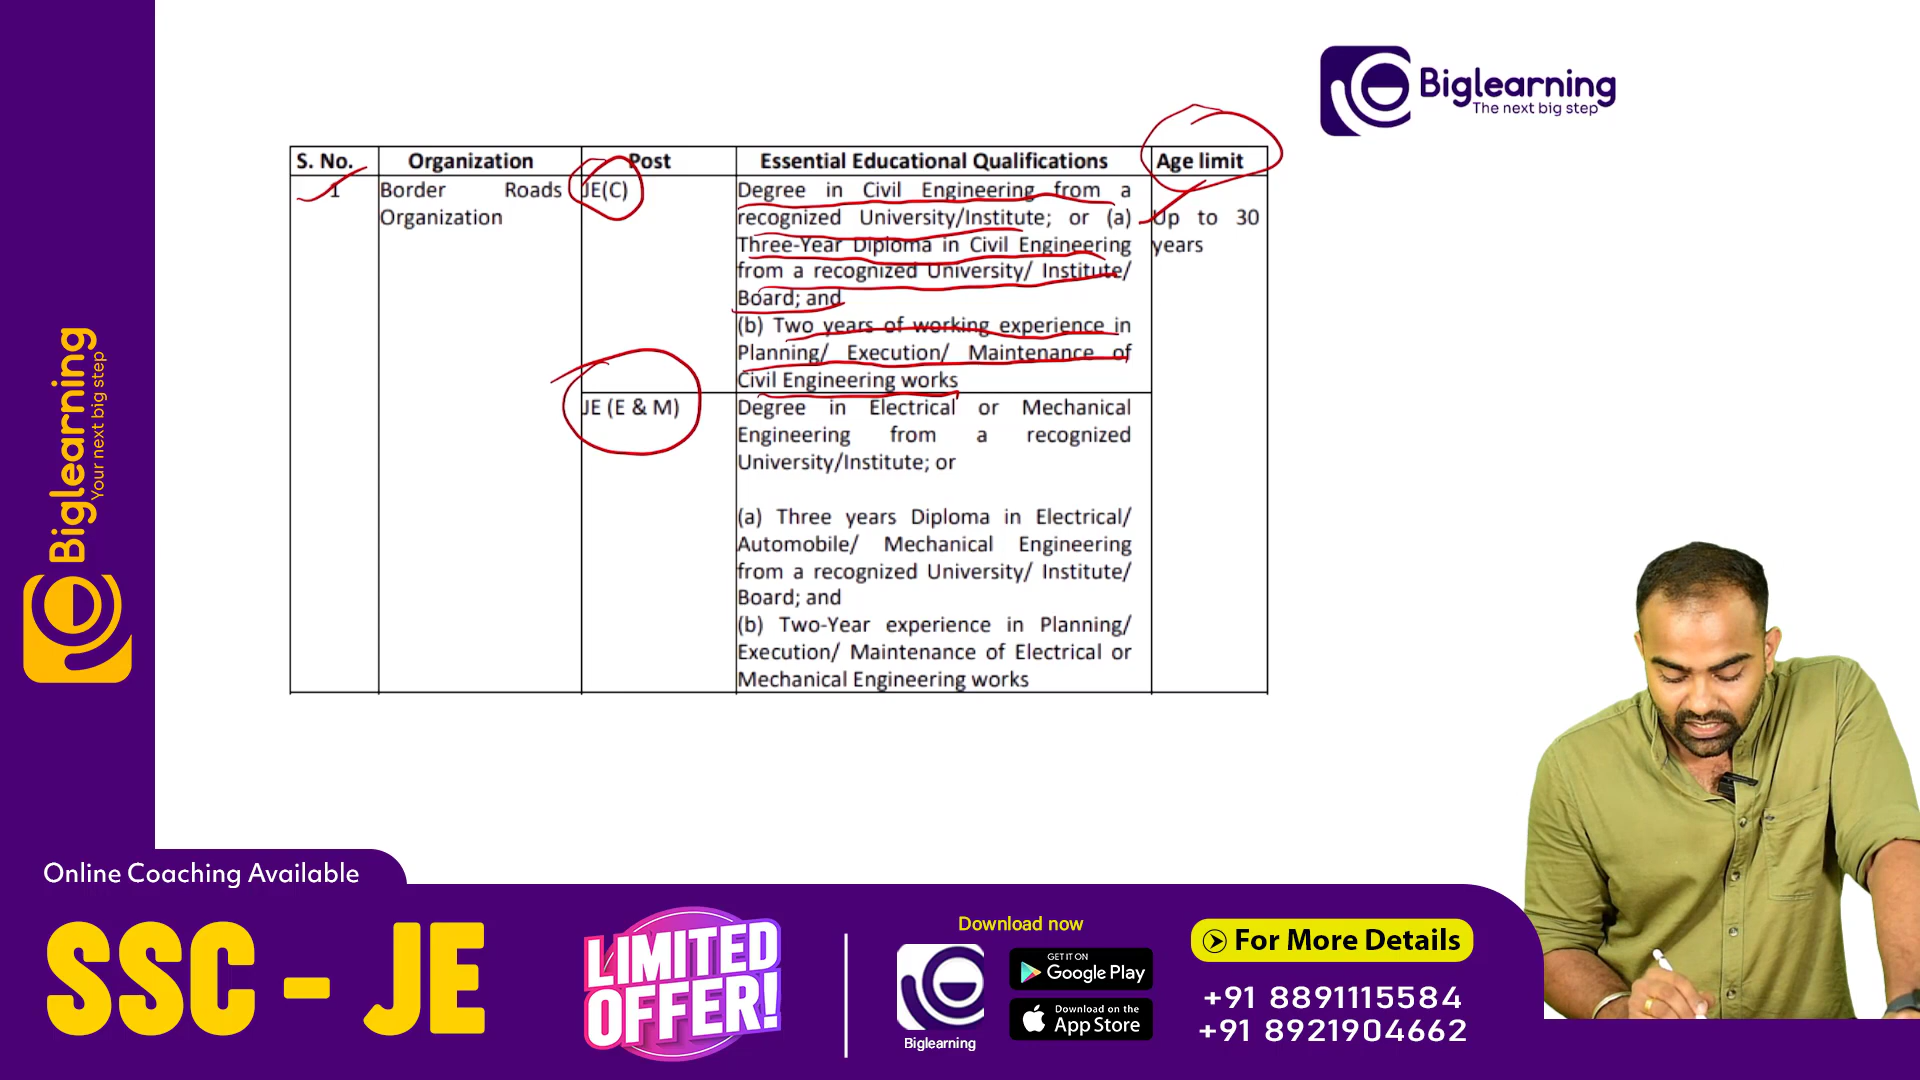 Biglearning
The next big step
S. No.
Organization
Post
Essential Educational Qualifications
Age limit
1
Border Roads
Organization
JE(C)
Degree in Civil Engineering from a
recognized University/Institute; or (a)
Three-Year Diploma in Civil Engineering
from a recognized University/ Institute/
Board; and
(b) Two years of working experience in
Planning/ Execution/ Maintenance of
Civil Engineering works
Up to 30
years
JE (E & M)
Degree in Electrical or Mechanical
Engineering from a recognized
University/Institute; or
(a) Three years Diploma in Electrical/
Automobile/ Mechanical Engineering
from a recognized University/ Institute/
Board; and
(b) Two-Year experience in Planning/
Execution/ Maintenance of Electrical or
Mechanical Engineering works
Biglearning
Your next big step
Online Coaching Available
SSC - JE
LIMITED
OFFER!
Download now
Biglearning
GET IT ON
Google Play
Download on the
App Store
For More Details
+91 8891115584
+91 8921904662